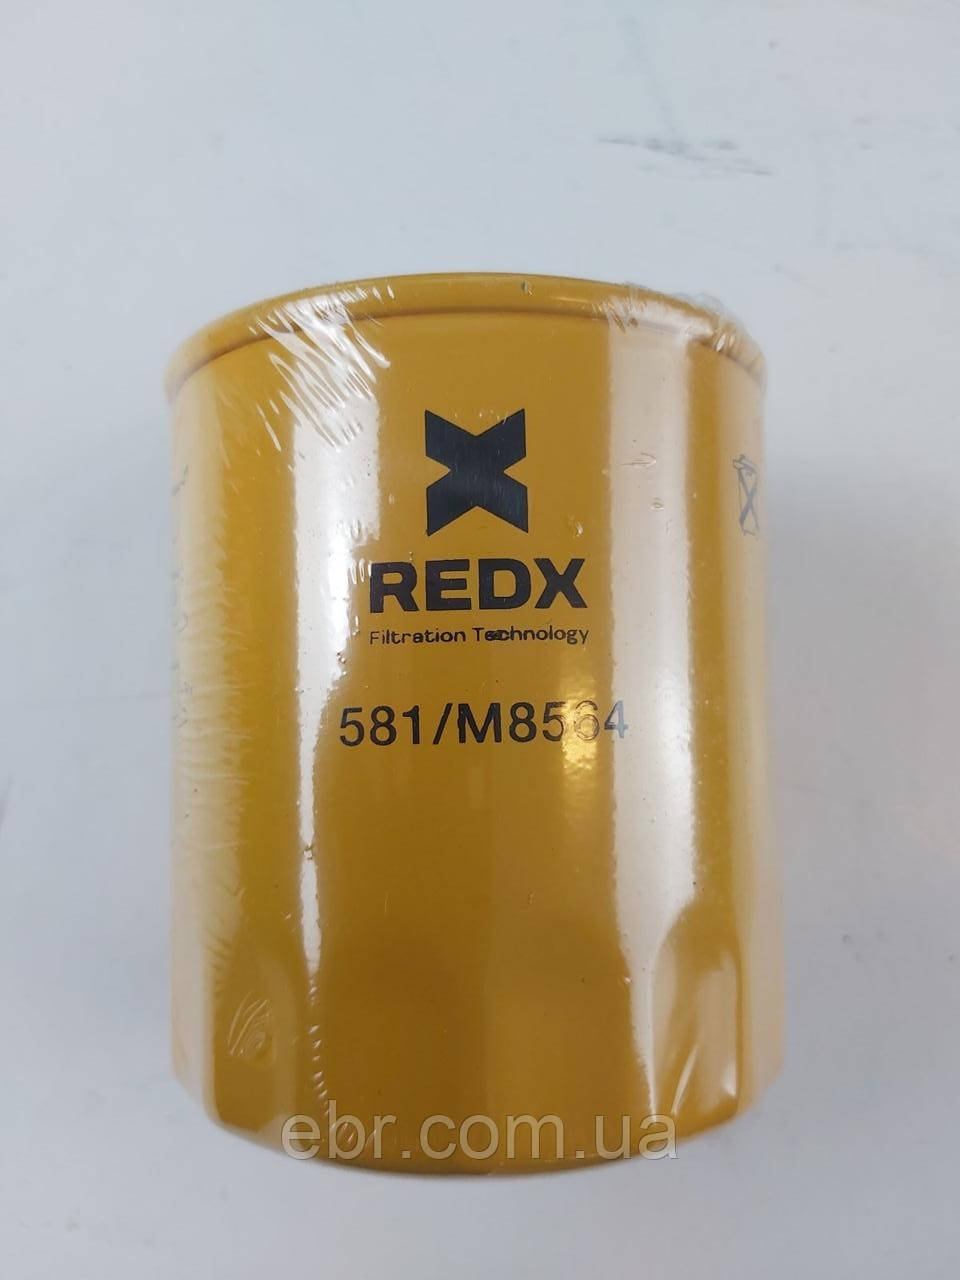 REDX
Filtration Technology
581/M8564
ebr.com.ua